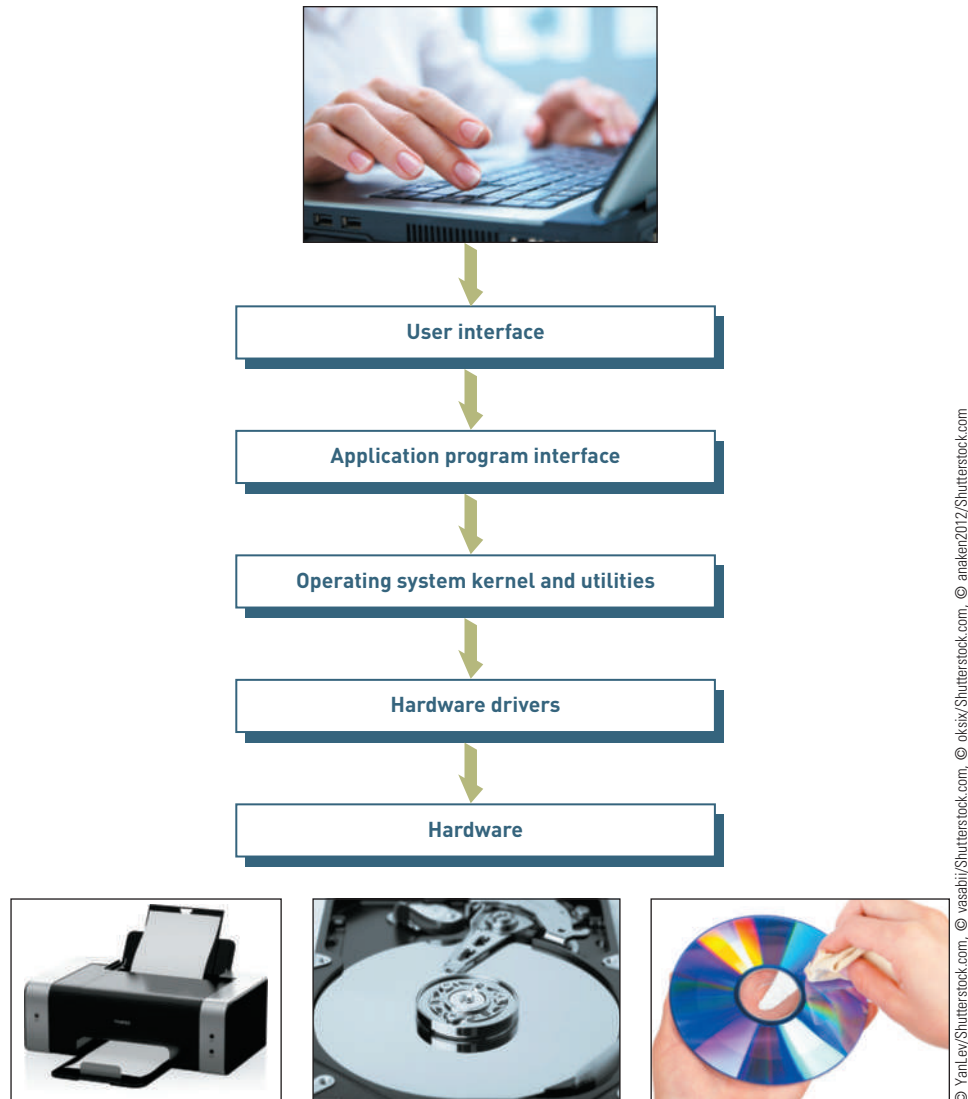 User interface
Application program interface
Operating system kernel and utilities
Hardware drivers
Hardware
© YanLev/Shutterstock.com, © vasabii/Shutterstock.com, © oksix/Shutterstock.com, © anaken2012/Shutterstock.com